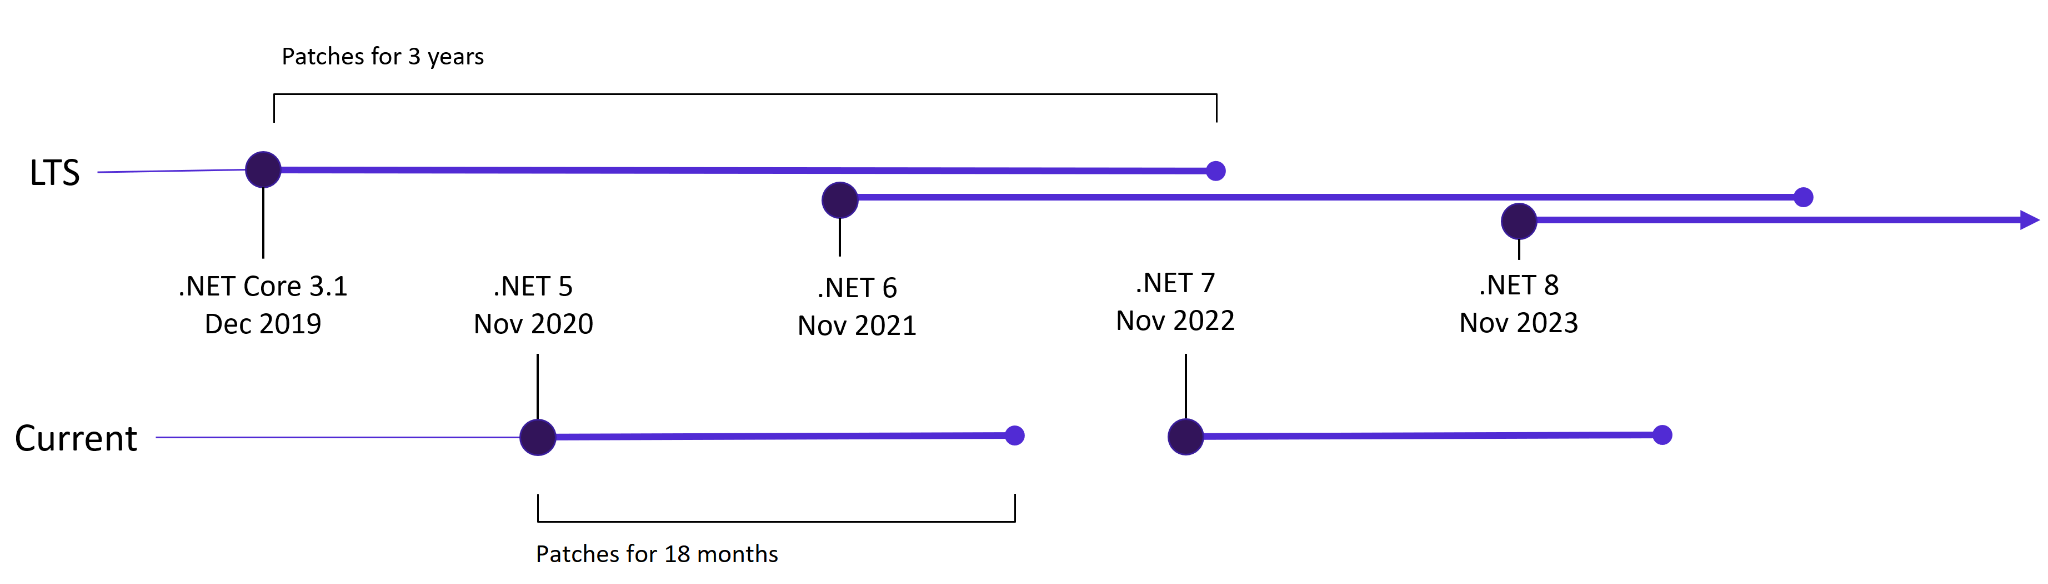 Patches for 3 years
LTS
.NET Core 3.1
Dec 2019
.NET 5
Nov 2020
.NET 6
Nov 2021
.NET 7
Nov 2022
.NET 8
Nov 2023
Current
Patches for 18 months